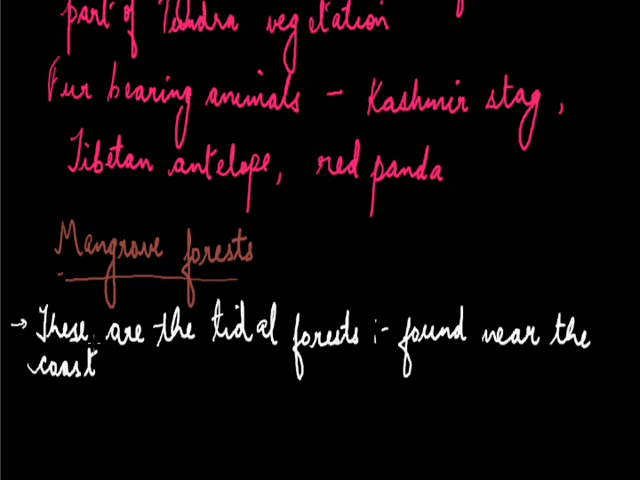 part of Tundra vegetation
Fur bearing animals - Kashmir stag,
Tibetan antelope, red panda
Mangrove forests
→ These are the tidal forests :- found near the
coast